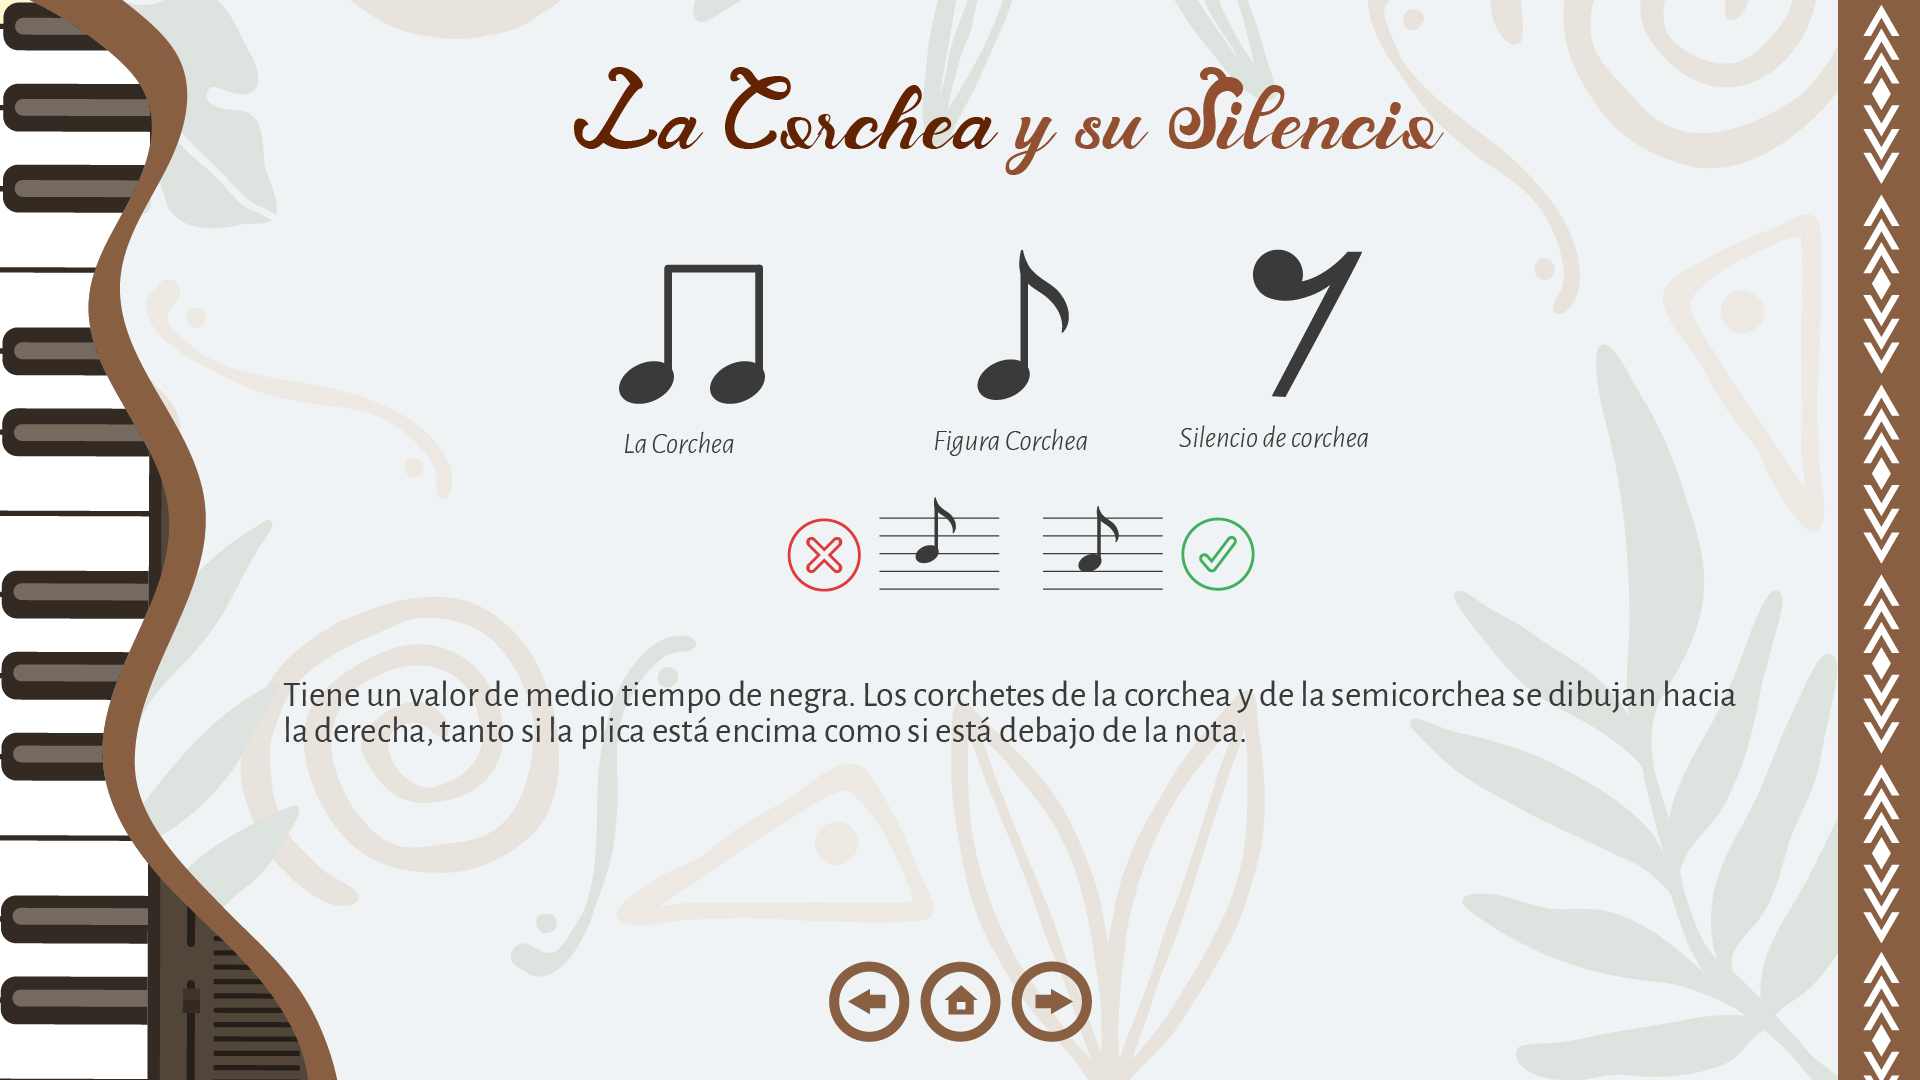 La Corchea y su Silencio
La Corchea
Figura Corchea
Silencio de corchea
Tiene un valor de medio tiempo de negra. Los corchetes de la corchea y de la semicorchea se dibujan hacia
la derecha, tanto si la plica está encima como si está debajo de la nota.